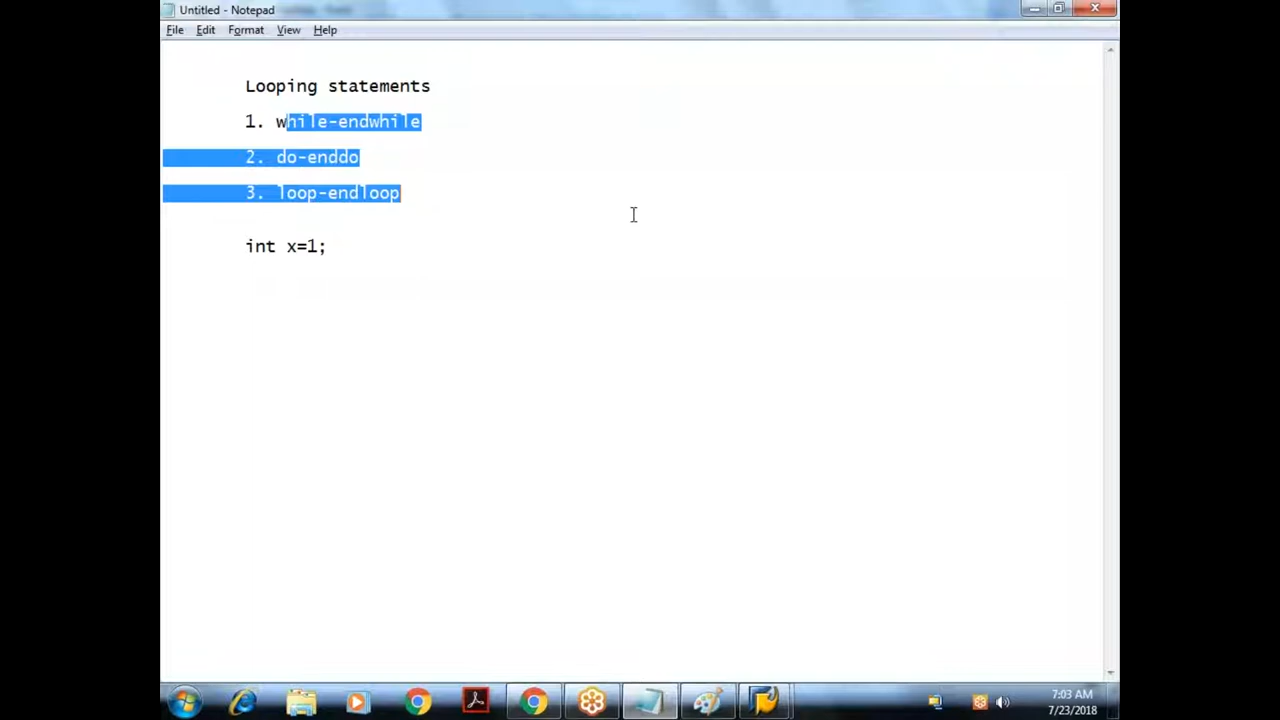 Untitled - Notepad
File Edit Format View Help
Looping statements
1. while-endwhile
2. do-enddo
3. loop-endloop
int x=1;
7:03 AM
7/23/2018